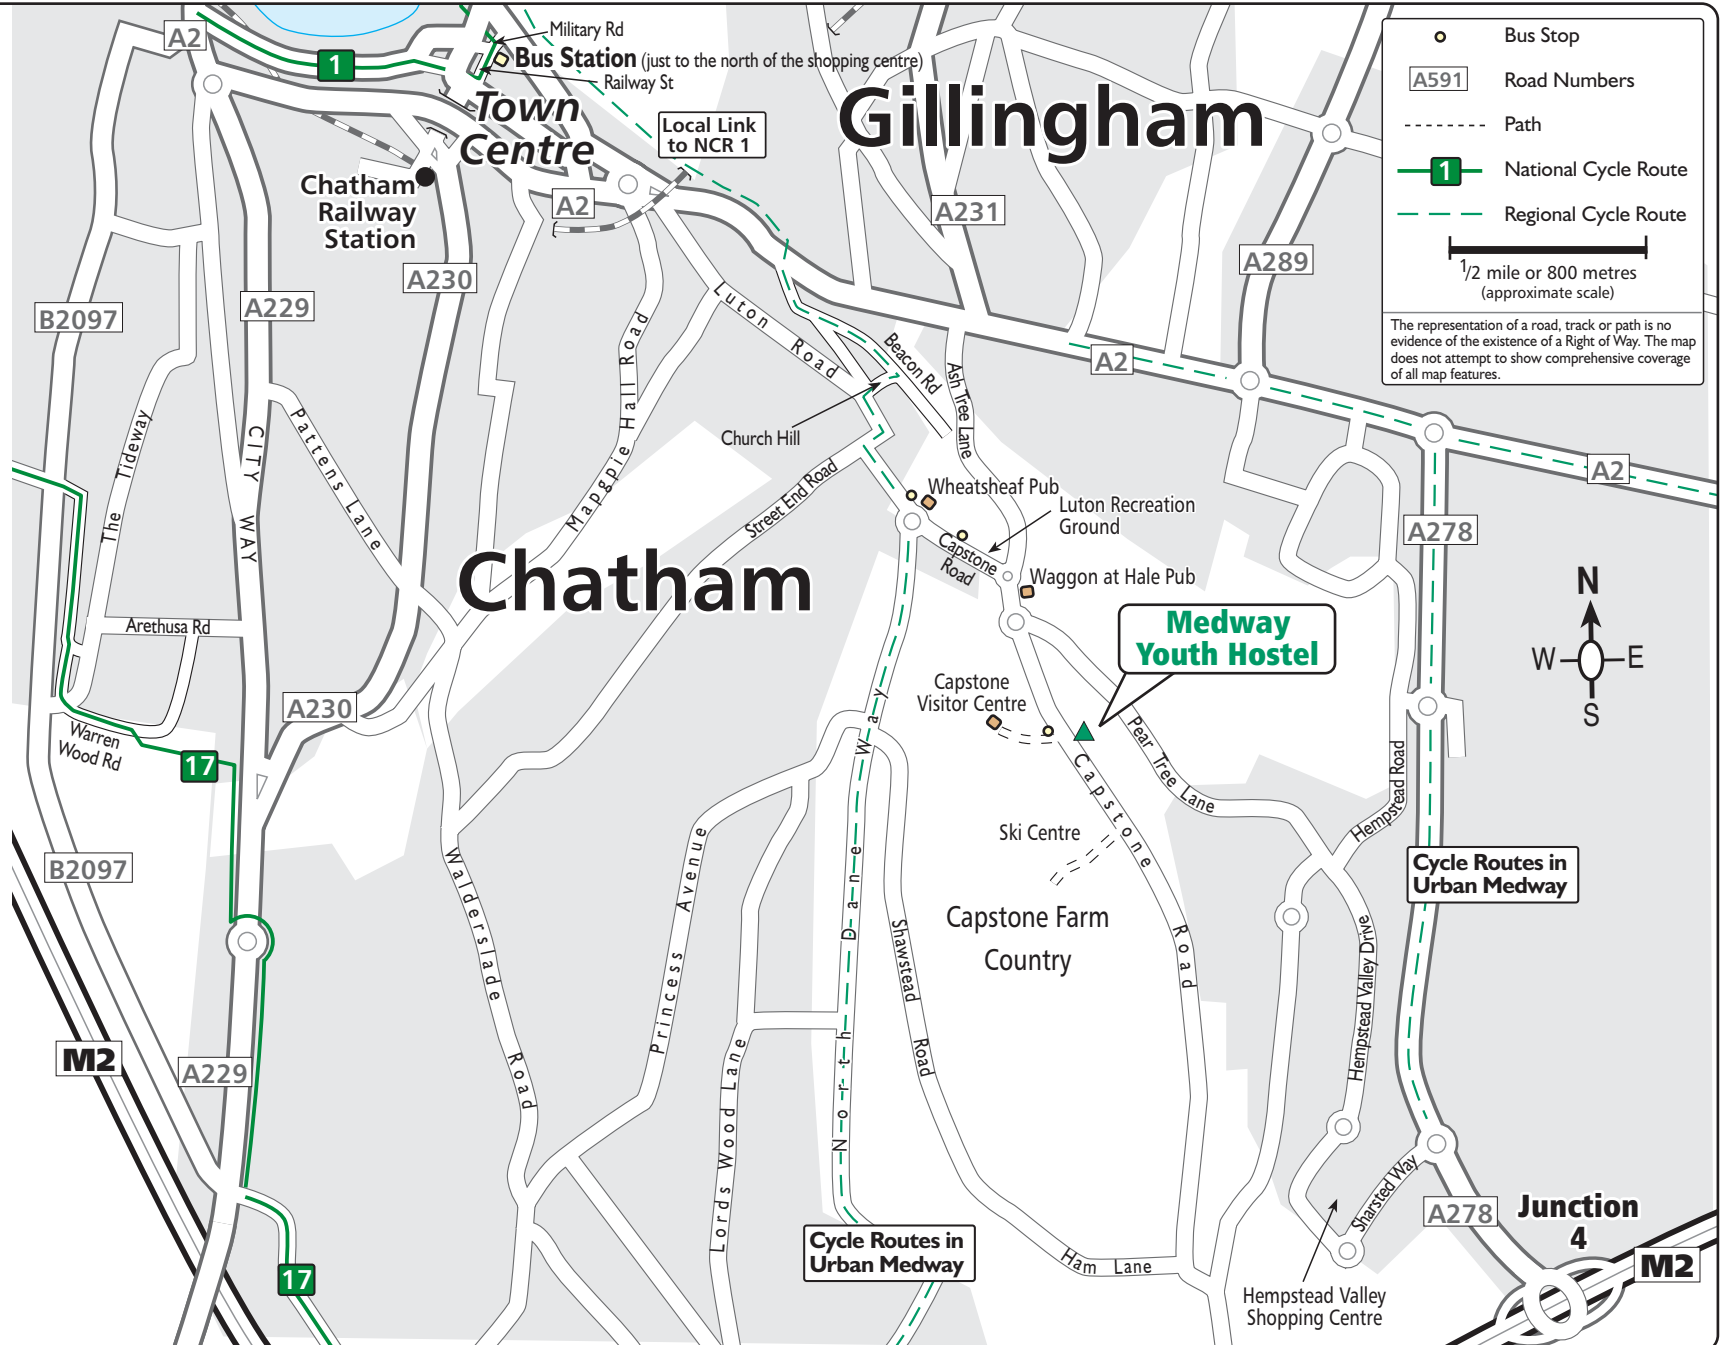 A2
1
Military Rd
Bus Station (just to the north of the shopping centre)
Railway St
Town
Centre
Local Link
to NCR 1
Gillingham
Chatham
Railway
Station
A2
A231
A289
A230
B2097
A229
Bus Stop
A591
Road Numbers
Path
1
National Cycle Route
Regional Cycle Route
1/2 mile or 800 metres
(approximate scale)
The representation of a road, track or path is no
evidence of the existence of a Right of Way. The map
does not attempt to show comprehensive coverage
of all map features.
Luton Road
Beacon Rd
Ash Tree Lane
A2
Church Hill
Mapgpie Hall Road
The Tideway
CITY WAY
Pattens Lane
Street End Road
A2
A278
Wheatsheaf Pub
Luton Recreation
Ground
Capstone
Road
Waggon at Hale Pub
Chatham
Medway
Youth Hostel
N
W
E
S
Arethusa Rd
A230
Warren
Wood Rd
17
Capstone
Visitor Centre
Pear Tree Lane
Capstone Road
Hempstead Road
Ski Centre
Capstone Farm
Country
Cycle Routes in
Urban Medway
B2097
Walderslade Road
Princess Avenue
North Dane Way
Shawstead Road
Hempstead Valley Drive
M2
A229
Lords Wood Lane
Sharsted Way
A278
Junction
4
M2
Cycle Routes in
Urban Medway
Ham Lane
17
Hempstead Valley
Shopping Centre